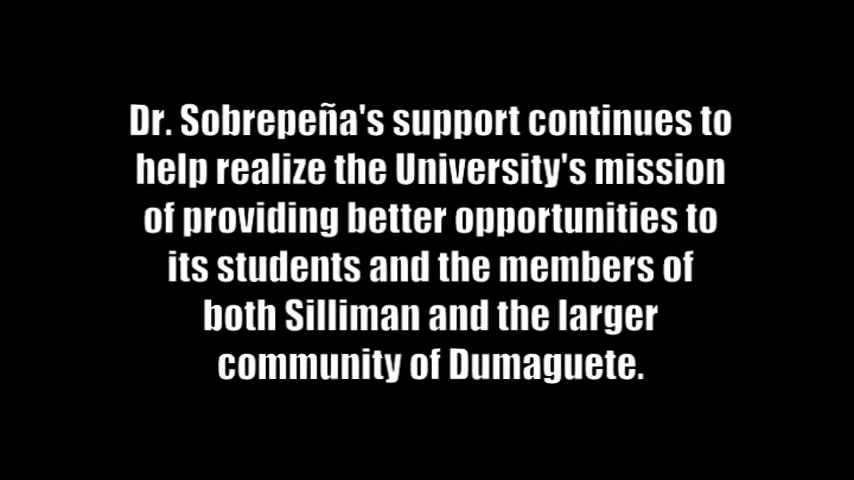 Dr. Sobrepeña's support continues to
help realize the University's mission
of providing better opportunities to
its students and the members of
both Silliman and the larger
community of Dumaguete.